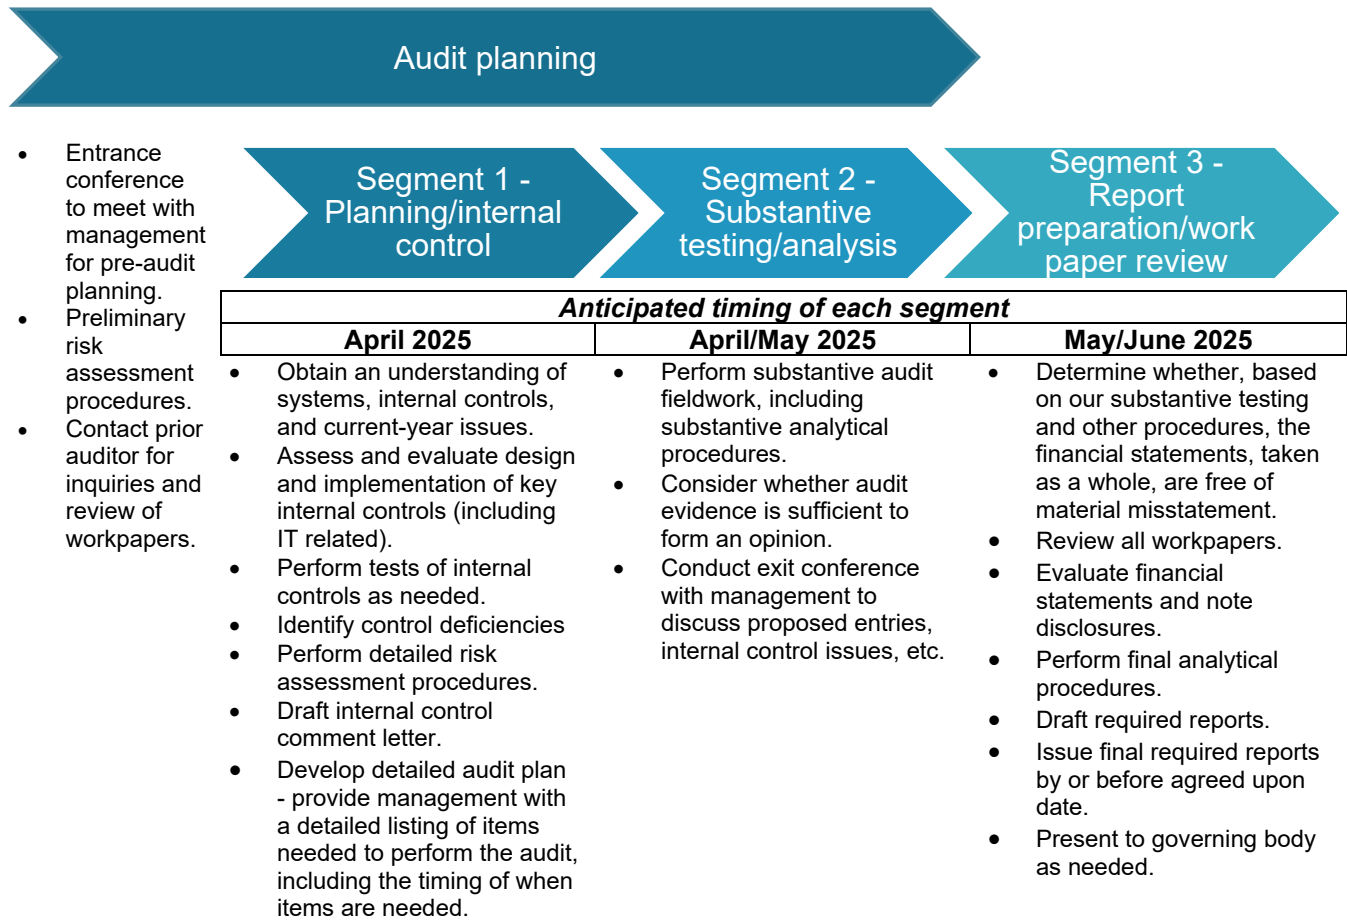 Audit planning
• Entrance
conference
to meet with
management
for pre-audit
planning.
• Preliminary
risk
assessment
procedures.
• Contact prior
auditor for
inquiries and
review of
workpapers.
Segment 1 -
Planning/internal
control
Segment 2 -
Substantive
testing/analysis
Segment 3 -
Report
preparation/work
paper review
Anticipated timing of each segment
April 2025
April/May 2025
May/June 2025
• Obtain an understanding of
systems, internal controls,
and current-year issues.
• Assess and evaluate design
and implementation of key
internal controls (including
IT related).
• Perform tests of internal
controls as needed.
• Identify control deficiencies
• Perform detailed risk
assessment procedures.
• Draft internal control
comment letter.
• Develop detailed audit plan
- provide management with
a detailed listing of items
needed to perform the audit,
including the timing of when
items are needed.
• Perform substantive audit
fieldwork, including
substantive analytical
procedures.
• Consider whether audit
evidence is sufficient to
form an opinion.
• Conduct exit conference
with management to
discuss proposed entries,
internal control issues, etc.
• Determine whether, based
on our substantive testing
and other procedures, the
financial statements, taken
as a whole, are free of
material misstatement.
• Review all workpapers.
• Evaluate financial
statements and note
disclosures.
• Perform final analytical
procedures.
• Draft required reports.
• Issue final required reports
by or before agreed upon
date.
• Present to governing body
as needed.